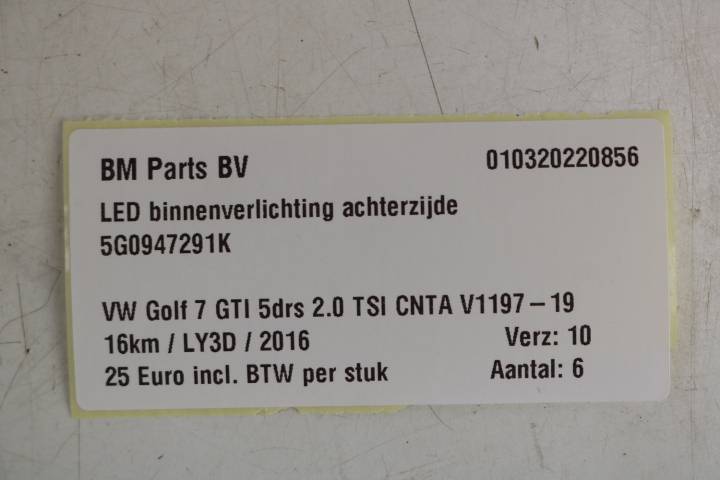 BM Parts BV 010320220856
LED binnenverlichting achterzijde
5G0947291K
VW Golf 7 GTI 5drs 2.0 TSI CNTA V1197-19
16km / LY3D / 2016 Verz: 10
25 Euro incl. BTW per stuk Aantal: 6